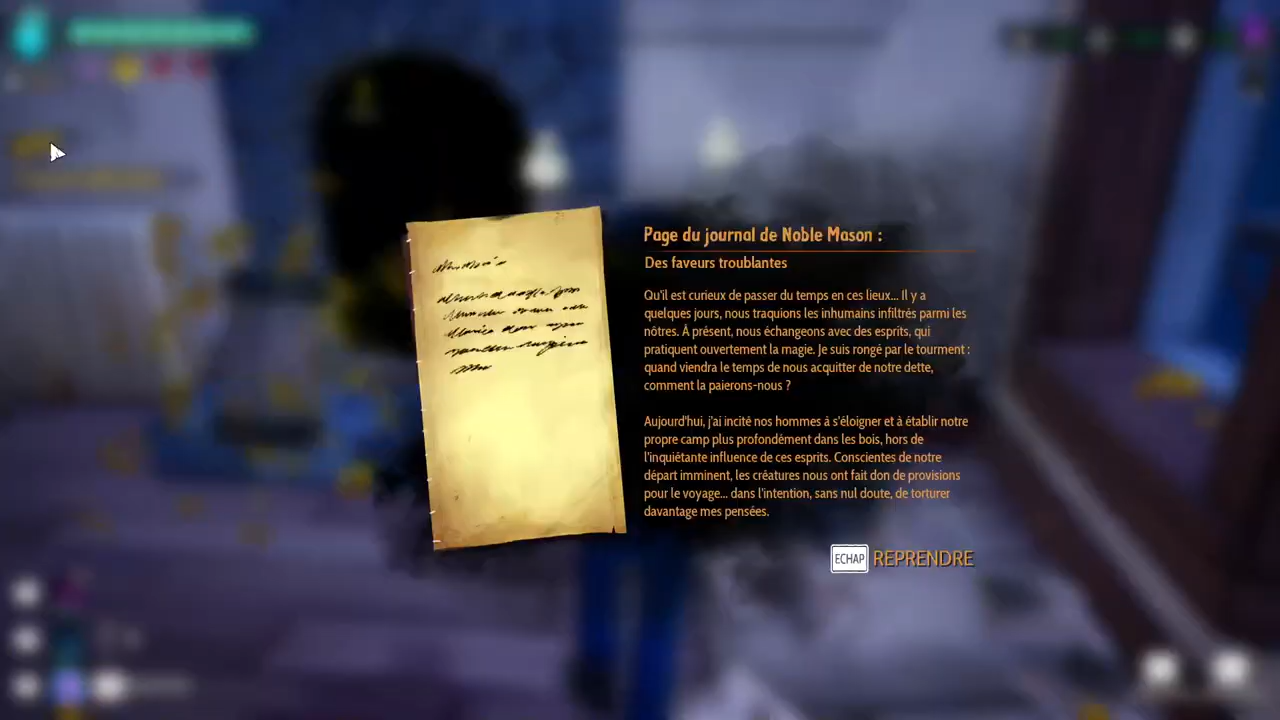 Page du journal de Noble Mason :
Des faveurs troublantes
Qu'il est curieux de passer du temps en ces lieux... Il y a
quelques jours, nous traquions les inhumains infiltrés parmi les
nôtres. À présent, nous échangeons avec des esprits, qui
pratiquent ouvertement la magie. Je suis rongé par le tourment :
quand viendra le temps de nous acquitter de notre dette,
comment la paierons-nous ?
Aujourd'hui, j'ai incité nos hommes à s'éloigner et à établir notre
propre camp plus profondément dans les bois, hors de
l'inquiétante influence de ces esprits. Conscientes de notre
départ imminent, les créatures nous ont fait don de provisions
pour le voyage... dans l'intention, sans nul doute, de torturer
davantage mes pensées.
ECHAP REPRENDRE